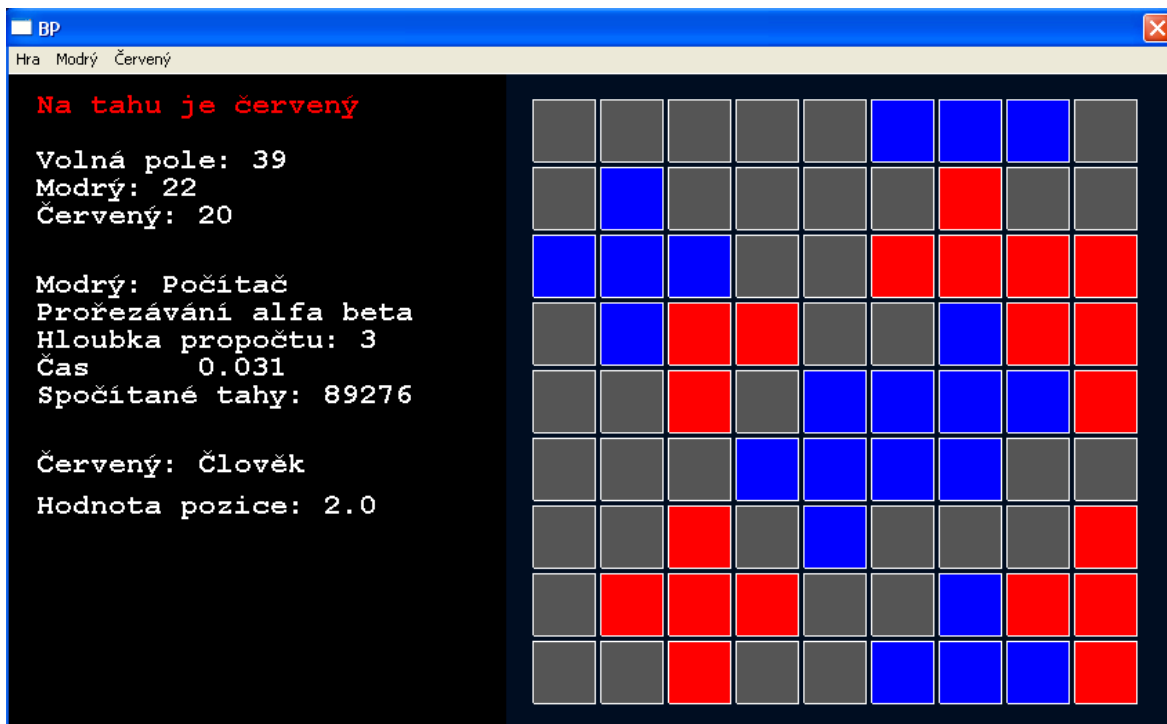 BP
Hra Modrý Červený
Na tahu je červený
Volná pole: 39
Modrý: 22
Červený: 20
Modrý: Počítač
Prořezávání alfa beta
Hloubka propočtu: 3
Čas 0.031
Spočítané tahy: 89276
Červený: Člověk
Hodnota pozice: 2.0